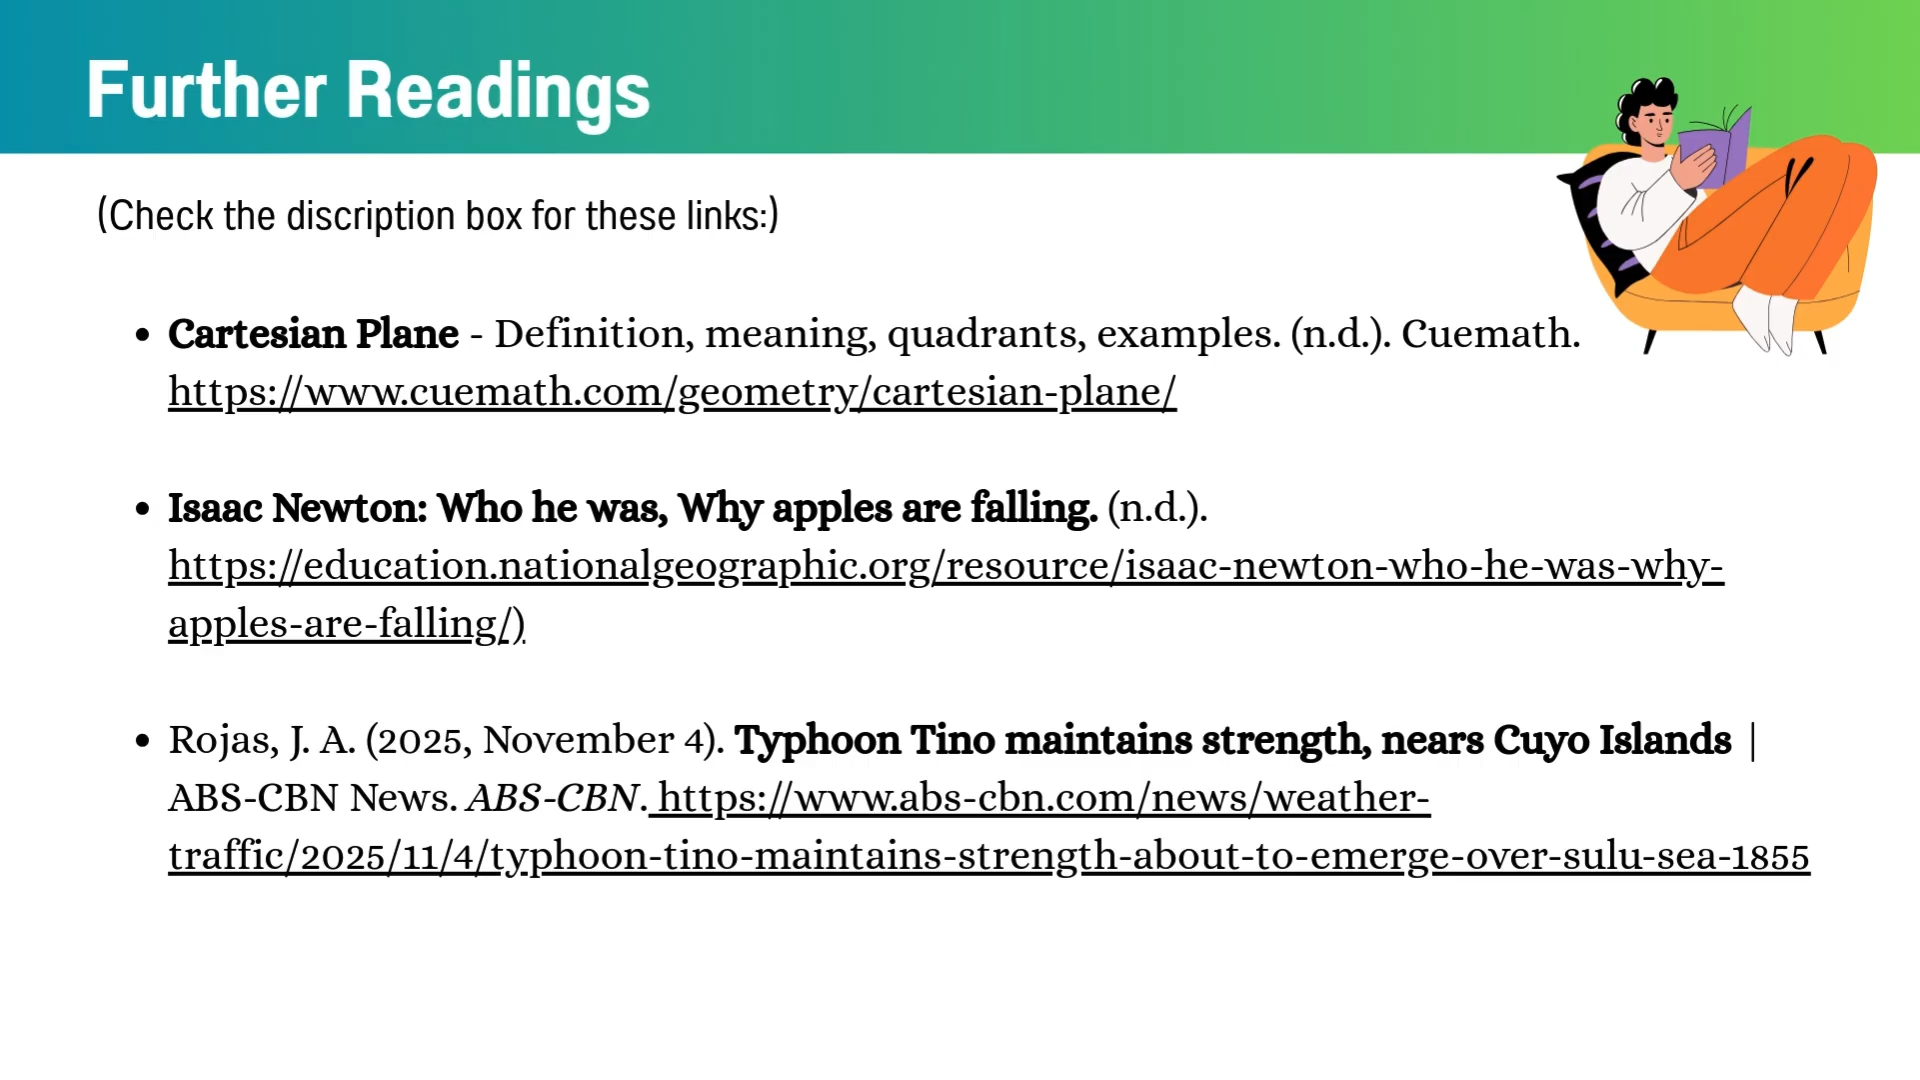 Further Readings
(Check the discription box for these links:)
• Cartesian Plane - Definition, meaning, quadrants, examples. (n.d.). Cuemath.
https://www.cuemath.com/geometry/cartesian-plane/
• Isaac Newton: Who he was, Why apples are falling. (n.d.).
https://education.nationalgeographic.org/resource/isaac-newton-who-he-was-why-
apples-are-falling/)
• Rojas, J. A. (2025, November 4). Typhoon Tino maintains strength, nears Cuyo Islands |
ABS-CBN News. ABS-CBN. https://www.abs-cbn.com/news/weather-
traffic/2025/11/4/typhoon-tino-maintains-strength-about-to-emerge-over-sulu-sea-1855